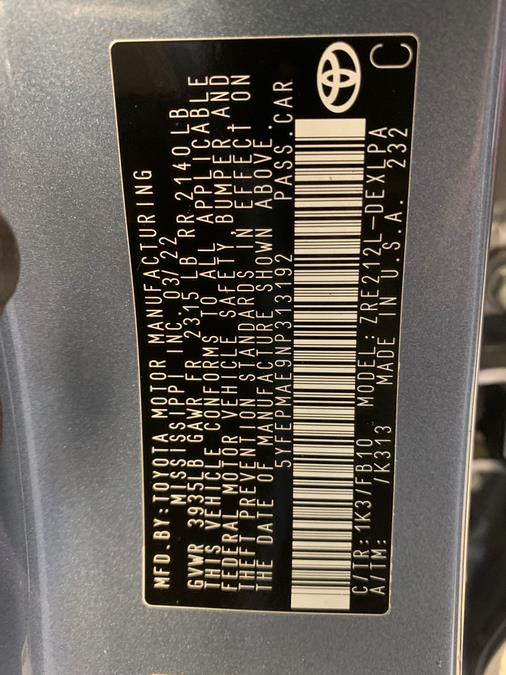 MFD.BY:TOYOTA MOTOR MANUFACTURING
MISSISSIPPI, INC. 03/22
GVWR 3935LB GAWR FR 2315 LB RR 2140 LB
THIS VEHICLE CONFORMS TO ALL APPLICABLE
FEDERAL MOTOR VEHICLE SAFETY, BUMPER, AND
THEFT PREVENTION STANDARDS IN EFFECT ON
THE DATE OF MANUFACTURE SHOWN ABOVE.
5YFEPMAE9NP313192 PASS.CAR
C/TR: 1K3/FB10 MODEL: ZRE212L-DEXLPA
A/TM: /K313 MADE IN U.S.A. 232
C